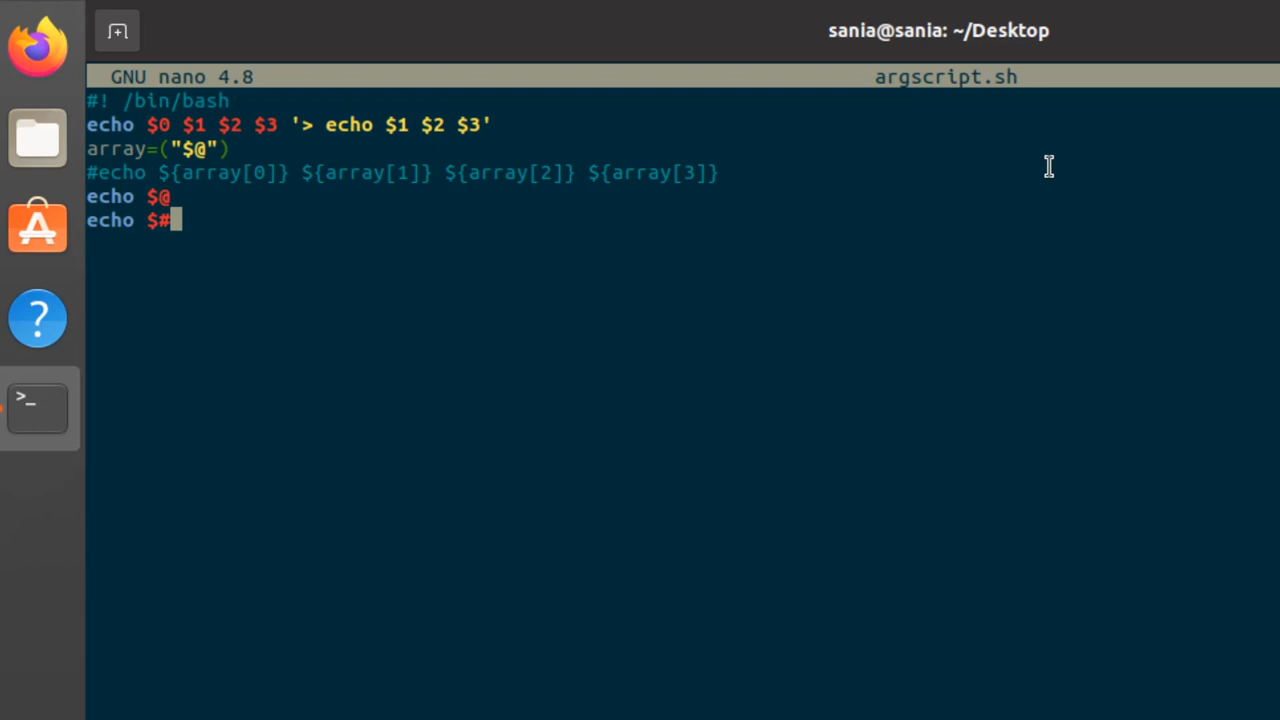 sania@sania: ~/Desktop
GNU nano 4.8 argscript.sh
#! /bin/bash
echo $0 $1 $2 $3 '> echo $1 $2 $3'
array=("$@")
#echo ${array[0]} ${array[1]} ${array[2]} ${array[3]}
echo $@
echo $#
?
>_